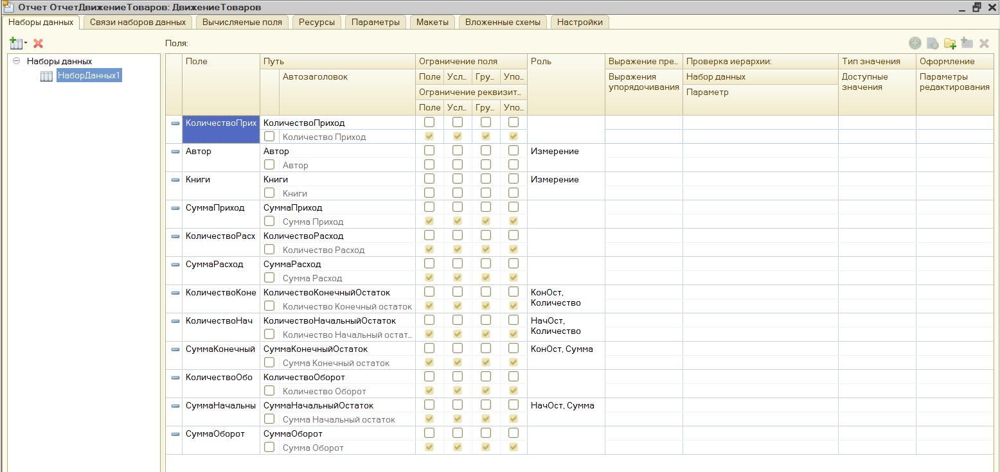 Отчет ОтчетДвижениеТоваров: ДвижениеТоваров
Наборы данных Связи наборов данных Вычисляемые поля Ресурсы Параметры Макеты Вложенные схемы Настройки
Поля:
Наборы данных
НаборДанных1
Поле Путь Ограничение поля Роль Выражение пре... Проверка иерархии: Тип значения Оформление
Автозаголовок Поле Усл... Гру... Упо... Выражения упорядочивания Набор данных Доступные значения Параметры редактирования
Ограничение реквизит...
Параметр
Поле Усл... Гру... Упо...
КоличествоПрих КоличествоПриход
Количество Приход
Автор Автор Измерение
Автор
Книги Книги Измерение
Книги
СуммаПриход СуммаПриход
Сумма Приход
КоличествоРасх КоличествоРасход
Количество Расход
СуммаРасход СуммаРасход
Сумма Расход
КоличествоКоне КоличествоКонечныйОстаток КонОст,
Количество
Количество Конечный остаток
КоличествоНач КоличествоНачальныйОстаток НачОст,
Количество
Количество Начальный остат...
СуммаКонечный СуммаКонечныйОстаток КонОст, Сумма
Сумма Конечный остаток
КоличествоОбо КоличествоОборот
Количество Оборот
СуммаНачальны СуммаНачальныйОстаток НачОст, Сумма
Сумма Начальный остаток
СуммаОборот СуммаОборот
Сумма Оборот